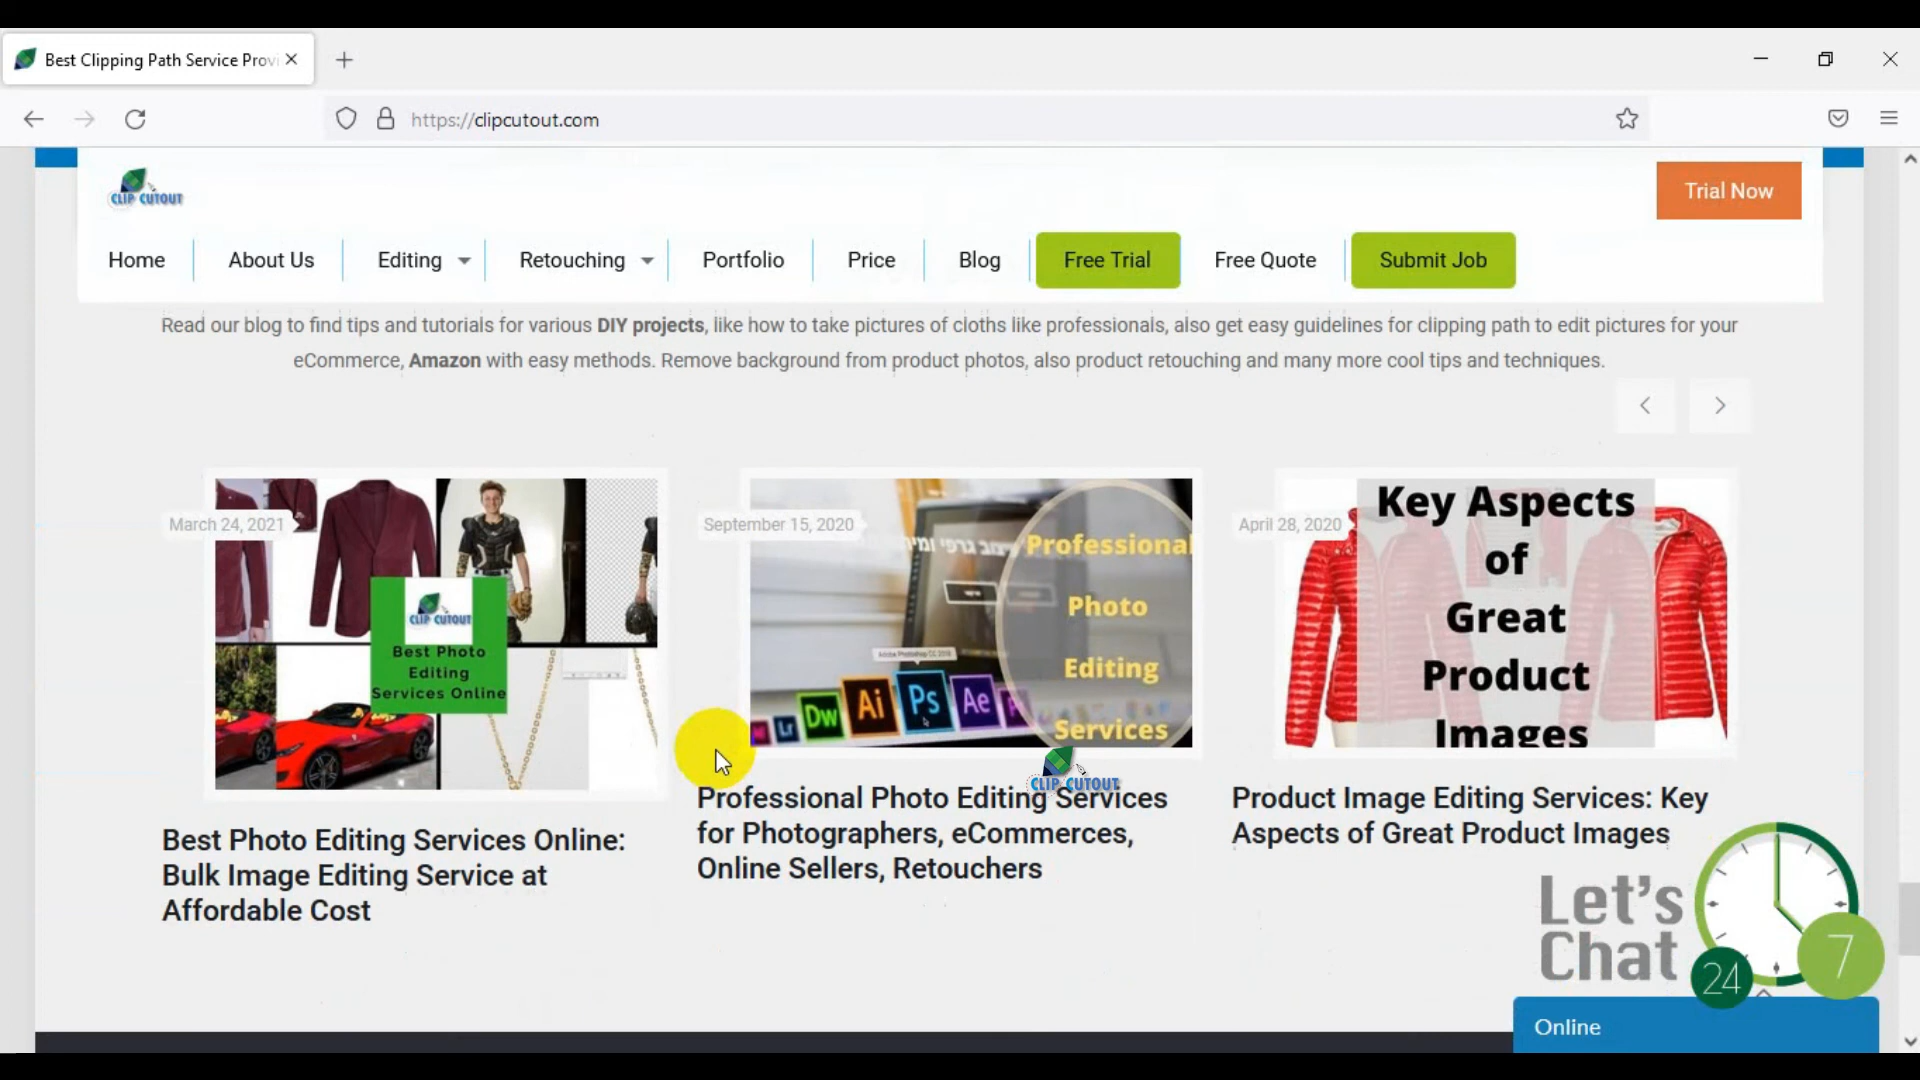 Best Clipping Path Service Provi
https://clipcutout.com
CLIP CUTOUT
Trial Now
Home
About Us
Editing
Retouching
Portfolio
Price
Blog
Free Trial
Free Quote
Submit Job
Read our blog to find tips and tutorials for various DIY projects, like how to take pictures of cloths like professionals, also get easy guidelines for clipping path to edit pictures for your
eCommerce, Amazon with easy methods. Remove background from product photos, also product retouching and many more cool tips and techniques.
March 24, 2021
CLIP CUTOUT
Best Photo
Editing
Services Online
Best Photo Editing Services Online:
Bulk Image Editing Service at
Affordable Cost
September 15, 2020
Professional
Photo
Editing
Services
Adobe Photoshop CC 2018
Lr
Dw
Ai
Ps
Ae
CLIP CUTOUT
Professional Photo Editing Services
for Photographers, eCommerces,
Online Sellers, Retouchers
April 28, 2020
Key Aspects
of
Great
Product
Images
Product Image Editing Services: Key
Aspects of Great Product Images
Let's
Chat
24
7
Online